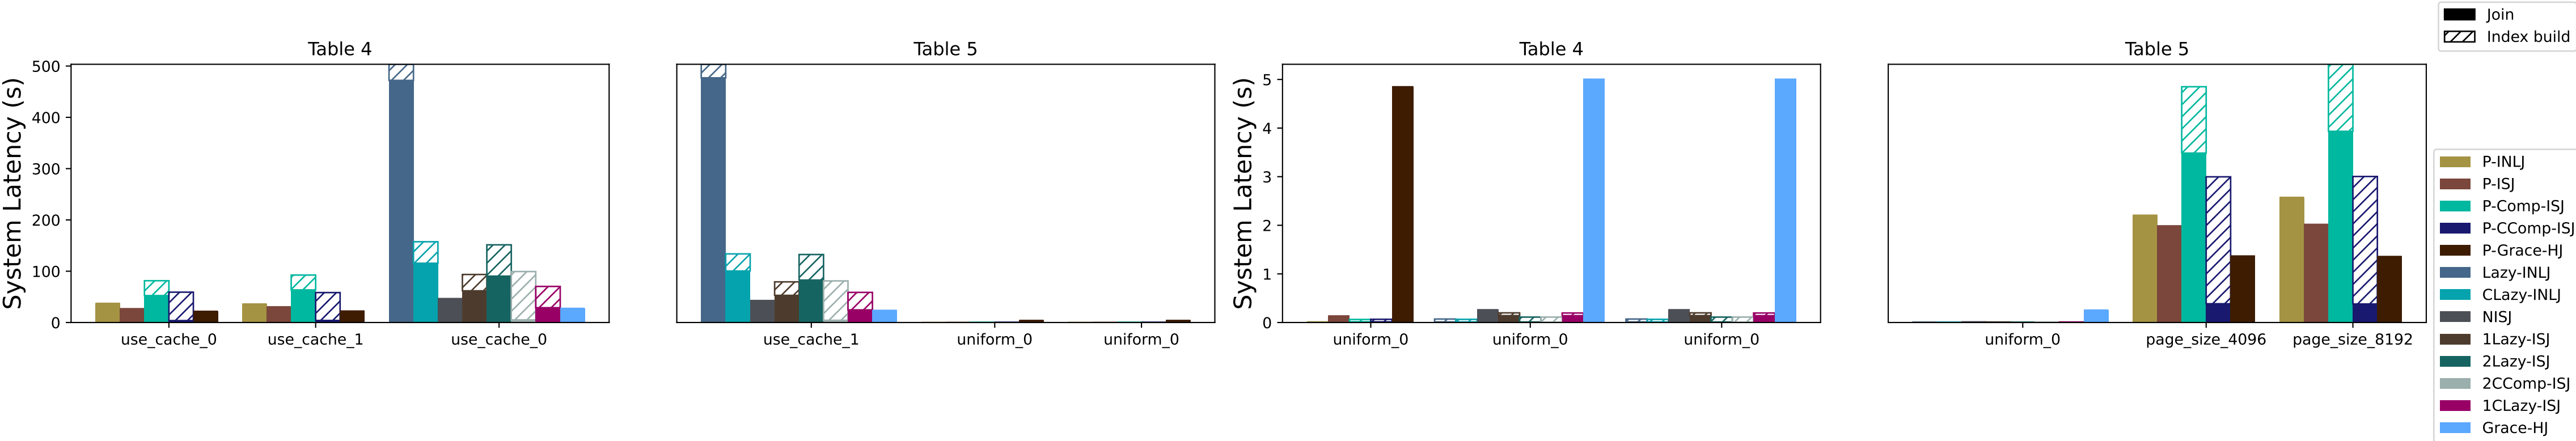 Join
Index build
Table 4
Table 5
Table 4
Table 5
System Latency (s)
500
400
300
200
100
0
use_cache_0
use_cache_1
use_cache_0
use_cache_1
uniform_0
uniform_0
System Latency (s)
5
4
3
2
1
0
uniform_0
uniform_0
uniform_0
uniform_0
page_size_4096
page_size_8192
P-INLJ
P-ISJ
P-Comp-ISJ
P-CComp-ISJ
P-Grace-HJ
Lazy-INLJ
CLazy-INLJ
NISJ
1Lazy-ISJ
2Lazy-ISJ
2CComp-ISJ
1CLazy-ISJ
Grace-HJ